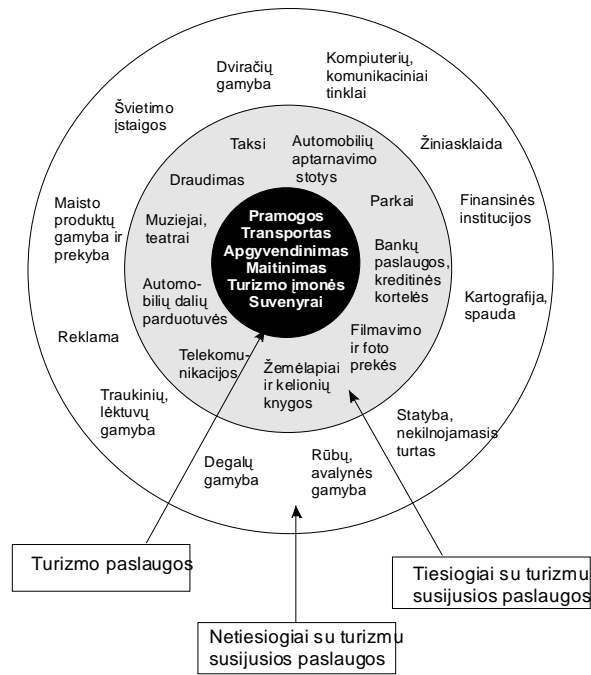 Dviračių
gamyba
Kompiuterių,
komunikaciniai
tinklai
Švietimo
įstaigos
Žiniasklaida
Maisto
produktų
gamyba ir
prekyba
Finansinės
institucijos
Reklama
Kartografija,
spauda
Traukinių,
lėktuvų
gamyba
Statyba,
nekilnojamasis
turtas
Degalų
gamyba
Rūbų,
avalynės
gamyba
Taksi
Automobilių
aptarnavimo
stotys
Draudimas
Parkai
Muziejai,
teatrai
Bankų
paslaugos,
kreditinės
kortelės
Automo-
bilių dalių
parduotuvės
Filmavimo
ir foto
prekės
Telekomu-
nikacijos
Žemėlapiai
ir kelionių
knygos
Pramogos
Transportas
Apgyvendinimas
Maitinimas
Turizmo įmonės
Suvenyrai
Turizmo paslaugos
Tiesiogiai su turizmu
susijusios paslaugos
Netiesiogiai su turizmu
susijusios paslaugos